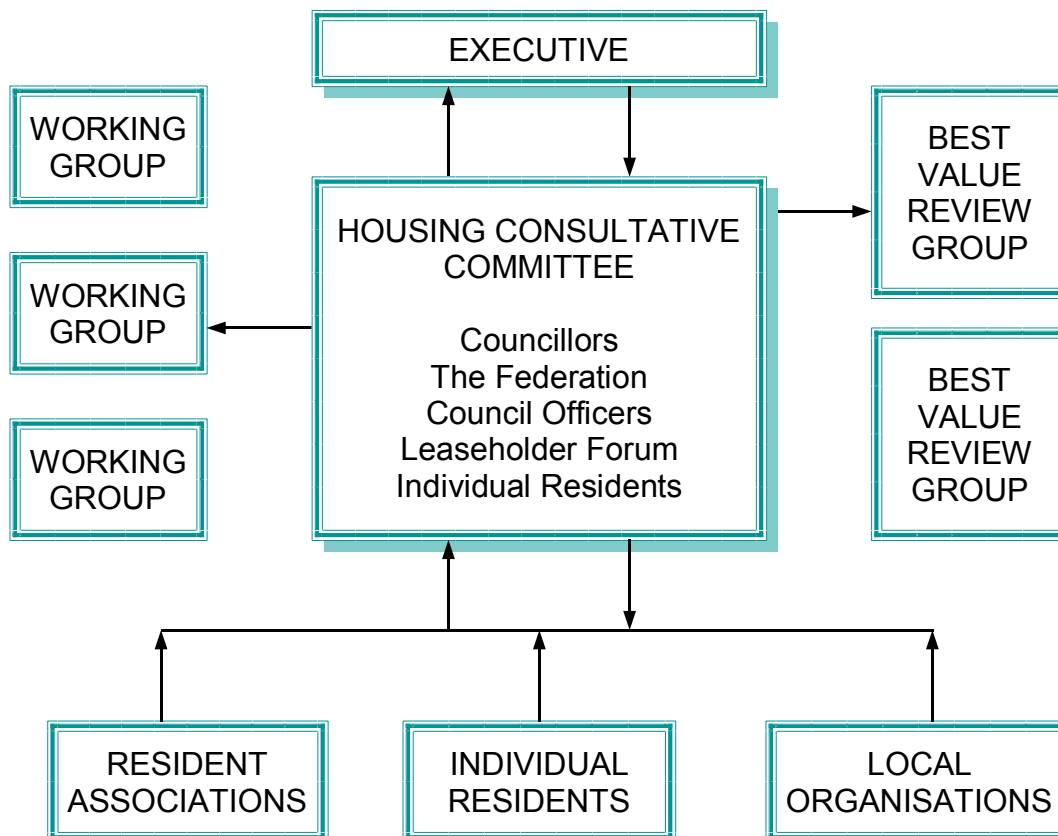 EXECUTIVE
WORKING
GROUP
WORKING
GROUP
WORKING
GROUP
HOUSING CONSULTATIVE
COMMITTEE
Councillors
The Federation
Council Officers
Leaseholder Forum
Individual Residents
BEST
VALUE
REVIEW
GROUP
BEST
VALUE
REVIEW
GROUP
RESIDENT
ASSOCIATIONS
INDIVIDUAL
RESIDENTS
LOCAL
ORGANISATIONS